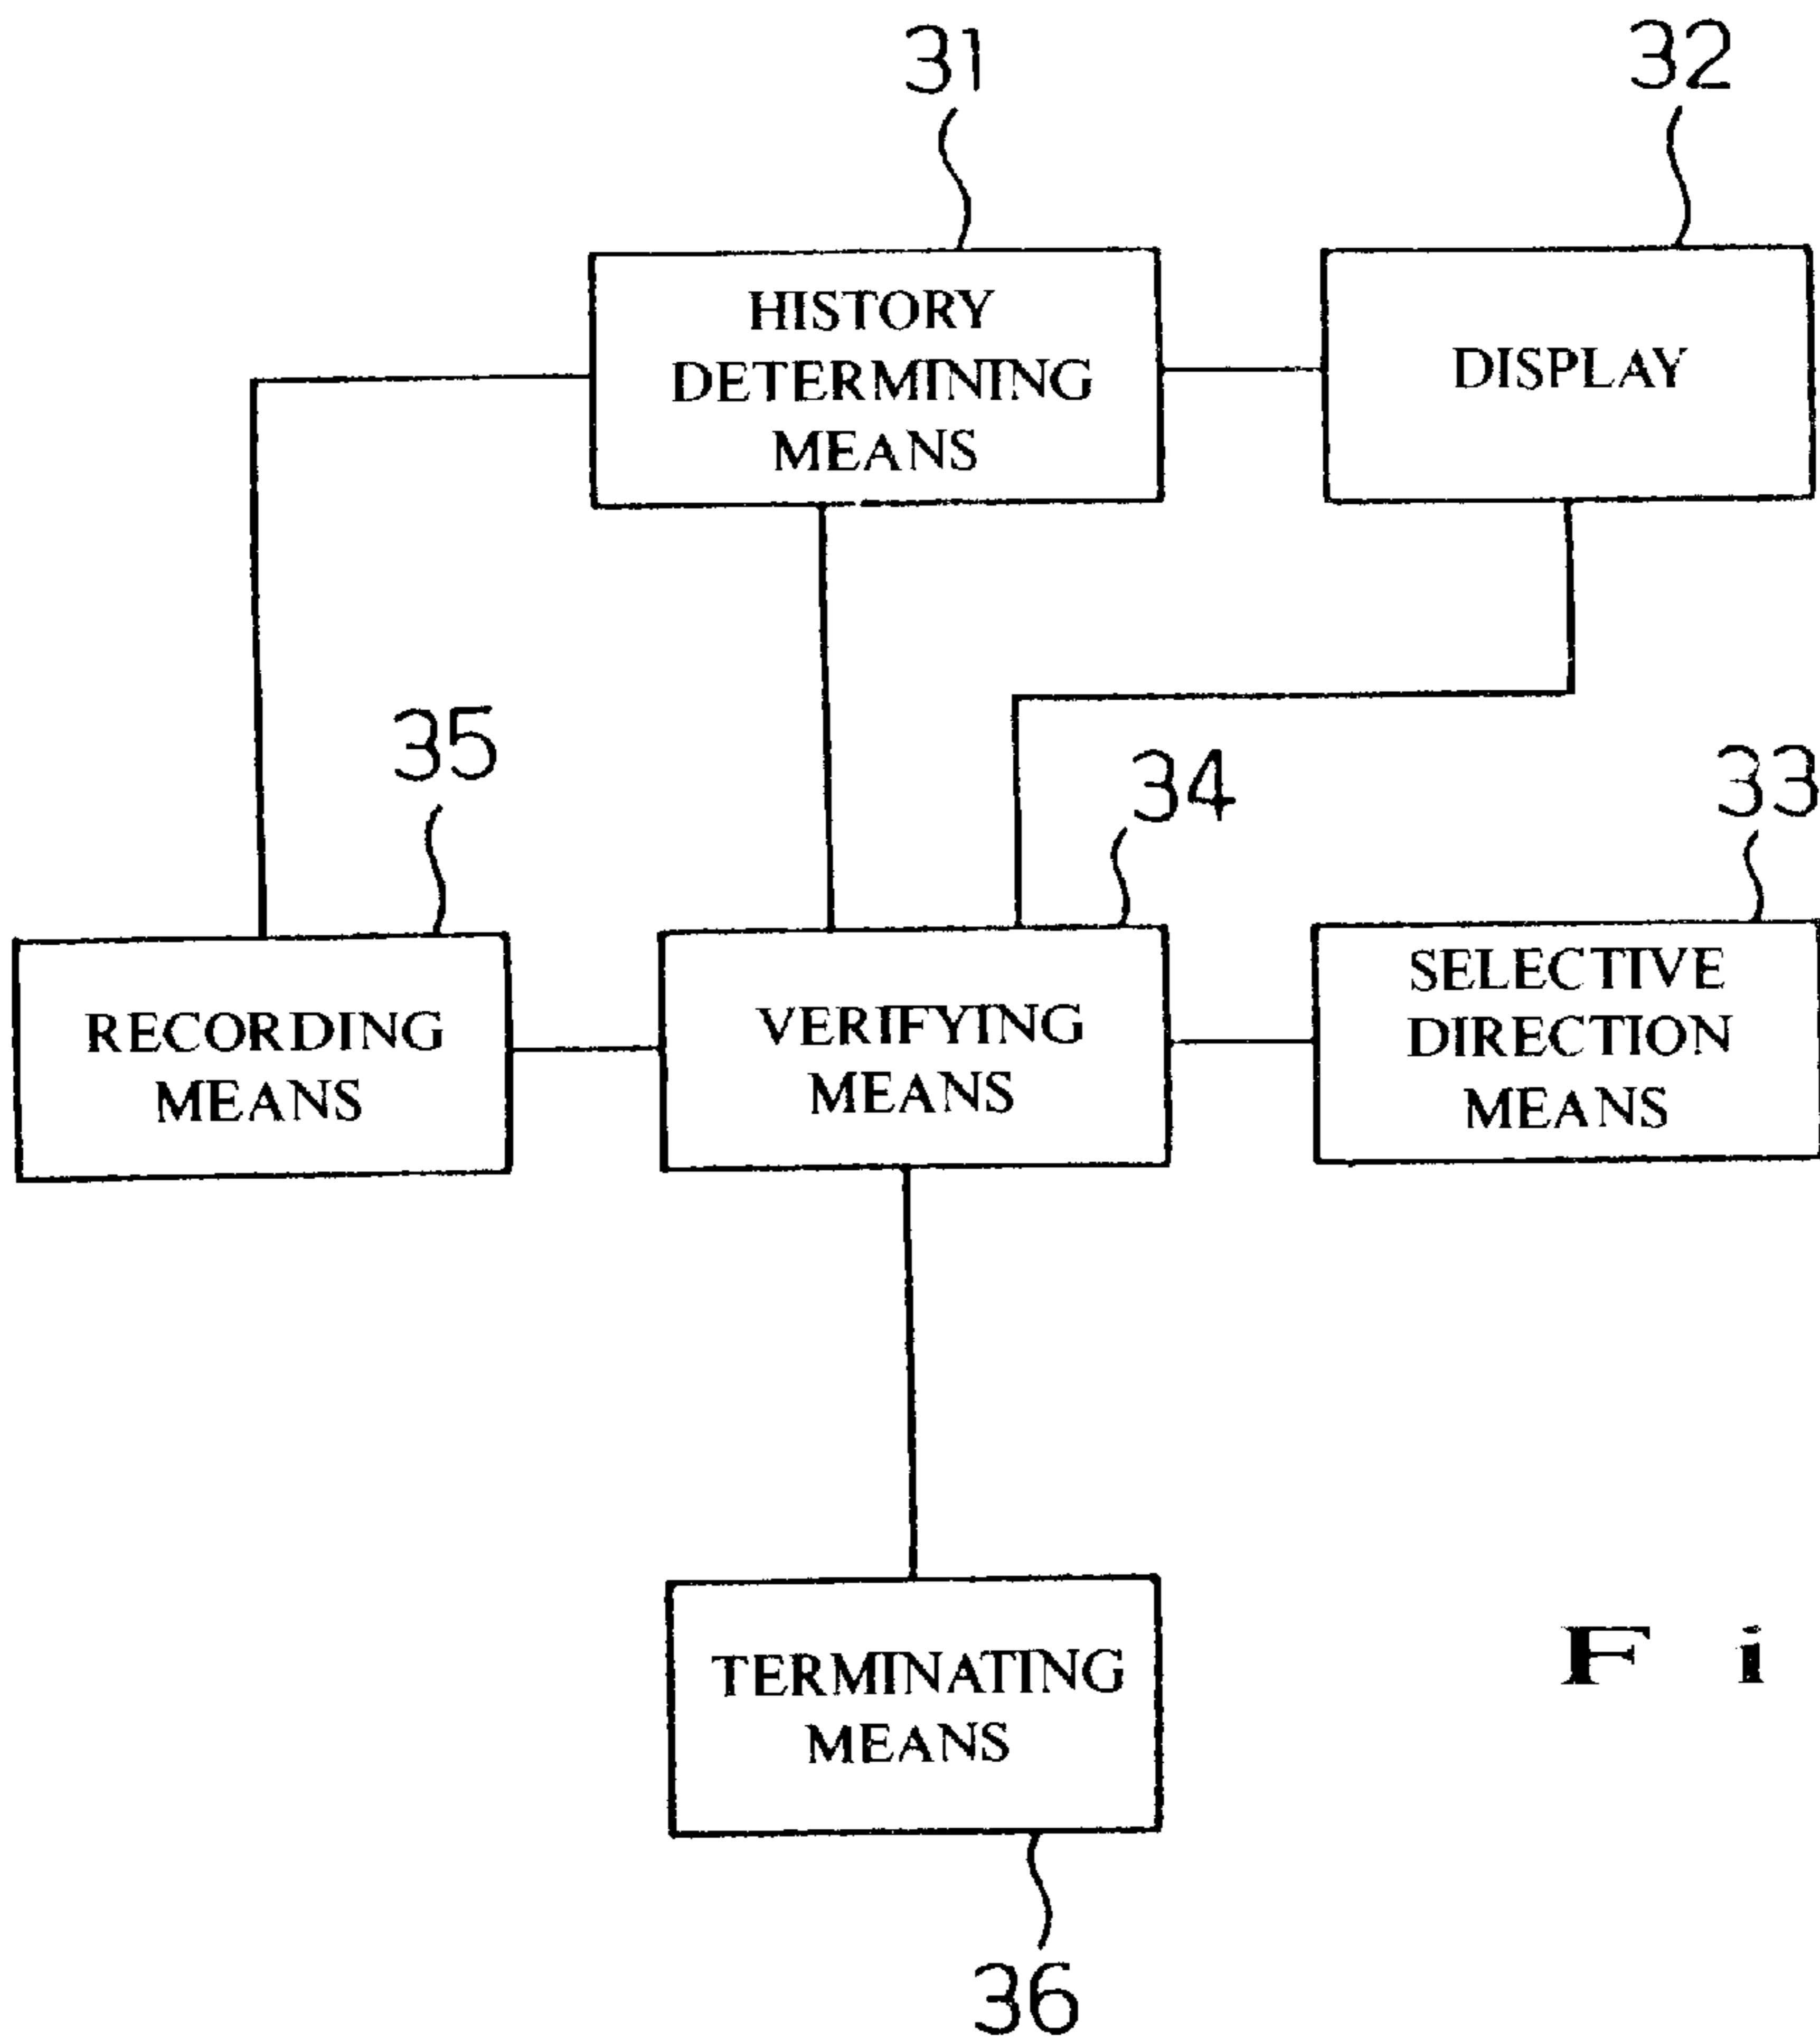 31
32
HISTORY
DETERMINING
MEANS
DISPLAY
35
34
33
RECORDING
MEANS
VERIFYING
MEANS
SELECTIVE
DIRECTION
MEANS
TERMINATING
MEANS
F i
36